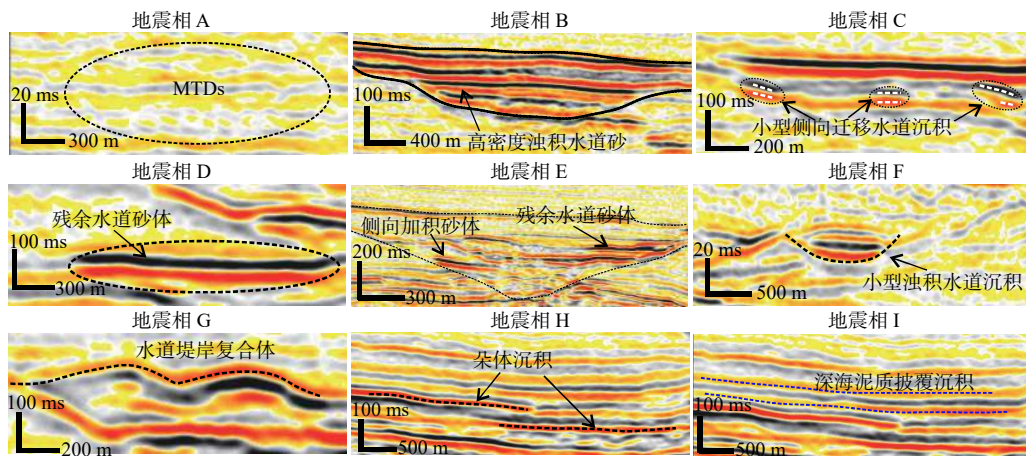 地震相 A
地震相 B
地震相 C
MTDs
20 ms
300 m
100 ms
400 m
高密度浊积水道砂
100 ms
200 m
小型侧向迁移水道沉积
地震相 D
地震相 E
地震相 F
残余水道砂体
100 ms
300 m
侧向加积砂体
残余水道砂体
200 ms
300 m
20 ms
500 m
小型浊积水道沉积
地震相 G
地震相 H
地震相 I
水道堤岸复合体
100 ms
200 m
朵体沉积
100 ms
500 m
深海泥质披覆沉积
100 ms
500 m